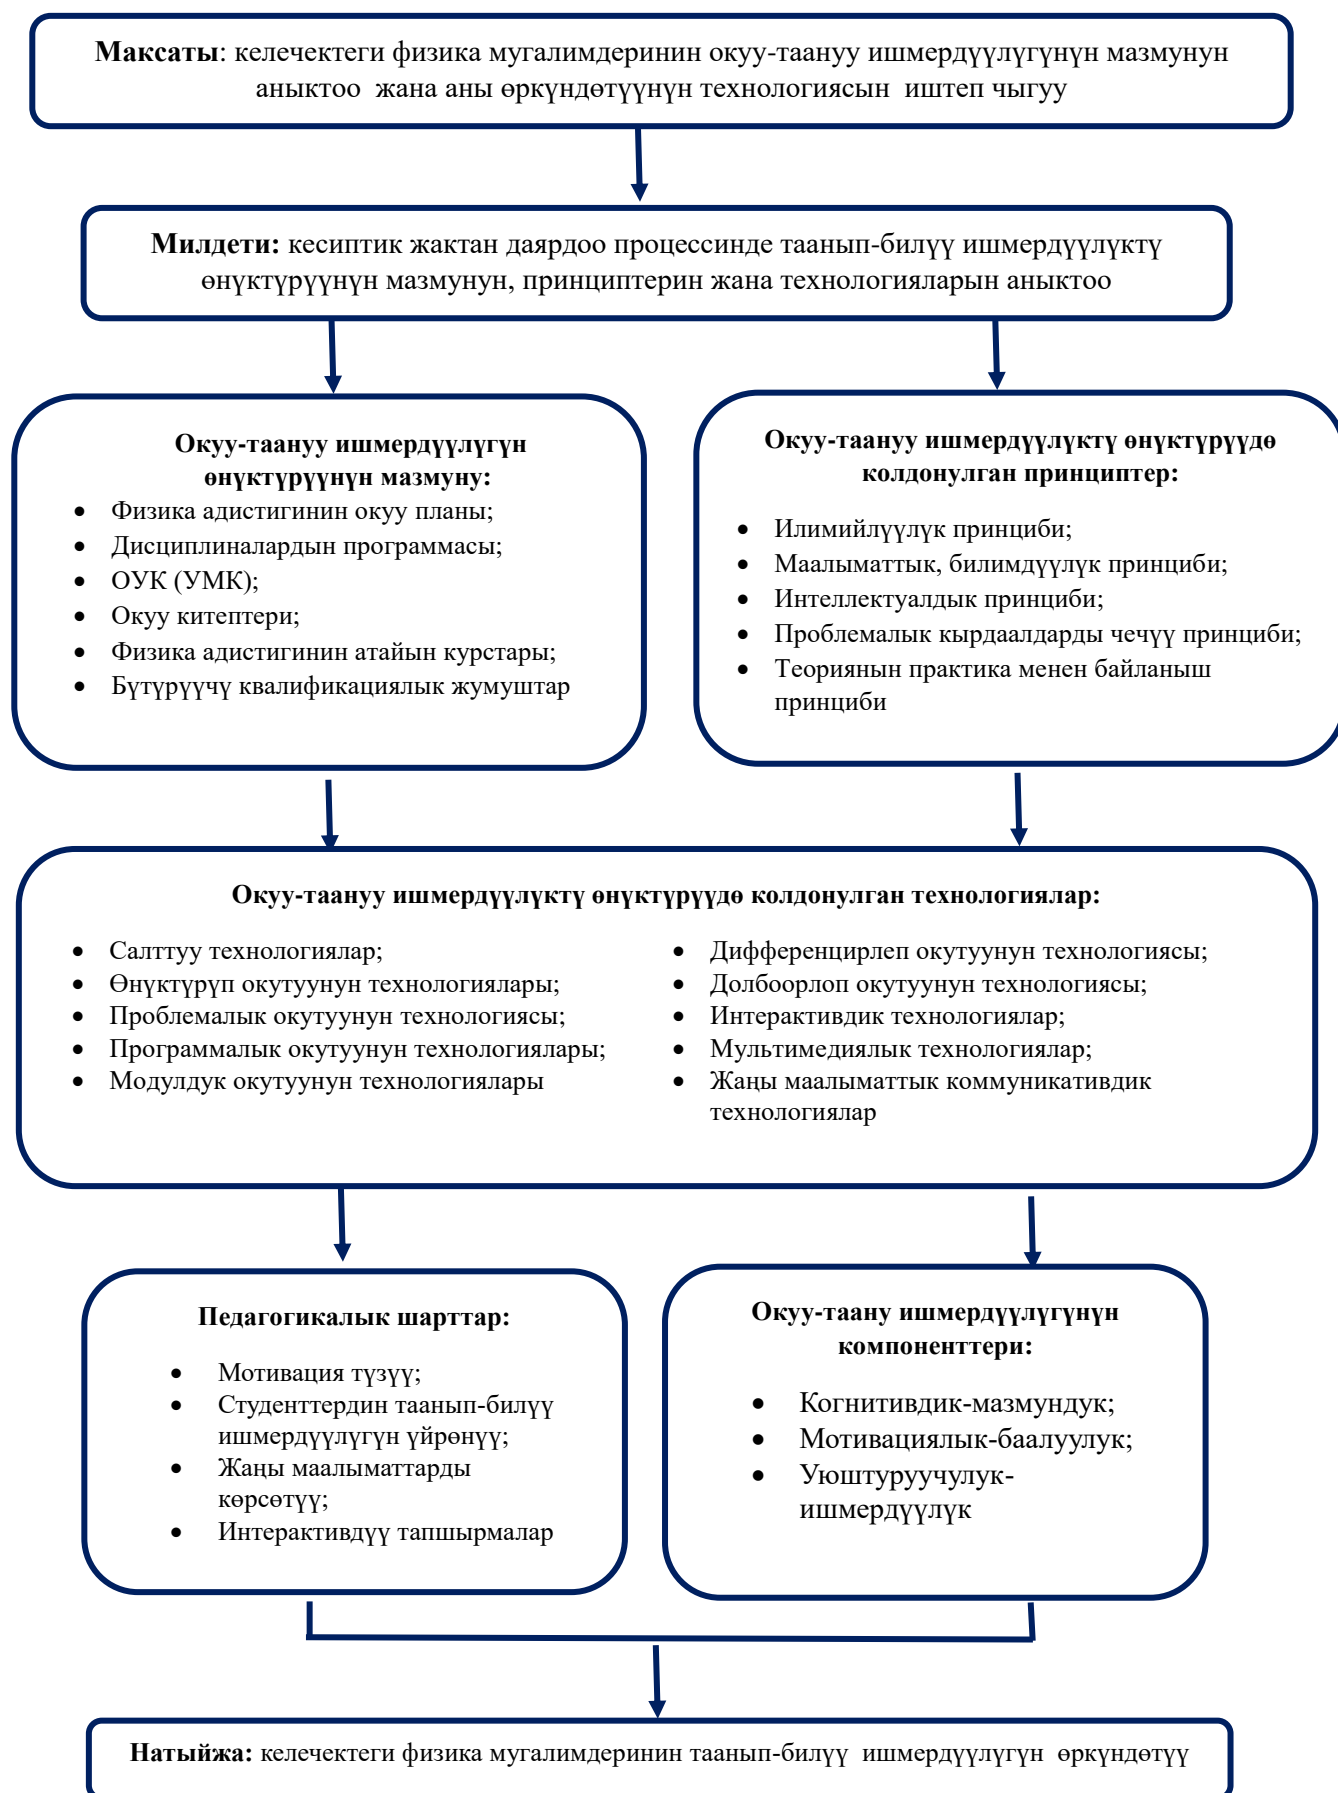 Максаты: келечектеги физика мугалимдеринин окуу-таануу ишмердүүлүгүнүн мазмунун
аныктоо жана аны өркүндөтүүнүн технологиясын иштеп чыгуу
Милдети: кесиптик жактан даярдоо процессинде таанып-билүү ишмердүүлүктү
өнүктүрүүнүн мазмунун, принциптерин жана технологияларын аныктоо
Окуу-таануу ишмердүүлүгүн
өнүктүрүүнүн мазмуну:
• Физика адистигинин окуу планы;
• Дисциплиналардын программасы;
• ОУК (УМК);
• Окуу китептери;
• Физика адистигинин атайын курстары;
• Бүтүрүүчү квалификациялык жумуштар
Окуу-таануу ишмердүүлүктү өнүктүрүүдө
колдонулган принциптер:
• Илимийлүүлүк принциби;
• Маалыматтык, билимдүүлүк принциби;
• Интеллектуалдык принциби;
• Проблемалык кырдаалдарды чечүү принциби;
• Теориянын практика менен байланыш
принциби
Окуу-таануу ишмердүүлүктү өнүктүрүүдө колдонулган технологиялар:
• Салттуу технологиялар;
• Өнүктүрүп окутуунун технологиялары;
• Проблемалык окутуунун технологиясы;
• Программалык окутуунун технологиялары;
• Модулдук окутуунун технологиялары
• Дифференцирлеп окутуунун технологиясы;
• Долбоорлоп окутуунун технологиясы;
• Интерактивдик технологиялар;
• Мультимедиялык технологиялар;
• Жаңы маалыматтык коммуникативдик
технологиялар
Педагогикалык шарттар:
• Мотивация түзүү;
• Студенттердин таанып-билүү
ишмердүүлүгүн үйрөнүү;
• Жаңы маалыматтарды
көрсөтүү;
• Интерактивдүү тапшырмалар
Окуу-таану ишмердүүлүгүнүн
компоненттери:
• Когнитивдик-мазмундук;
• Мотивациялык-баалуулук;
• Уюштуруучулук-
ишмердүүлүк
Натыйжа: келечектеги физика мугалимдеринин таанып-билүү ишмердүүлүгүн өркүндөтүү